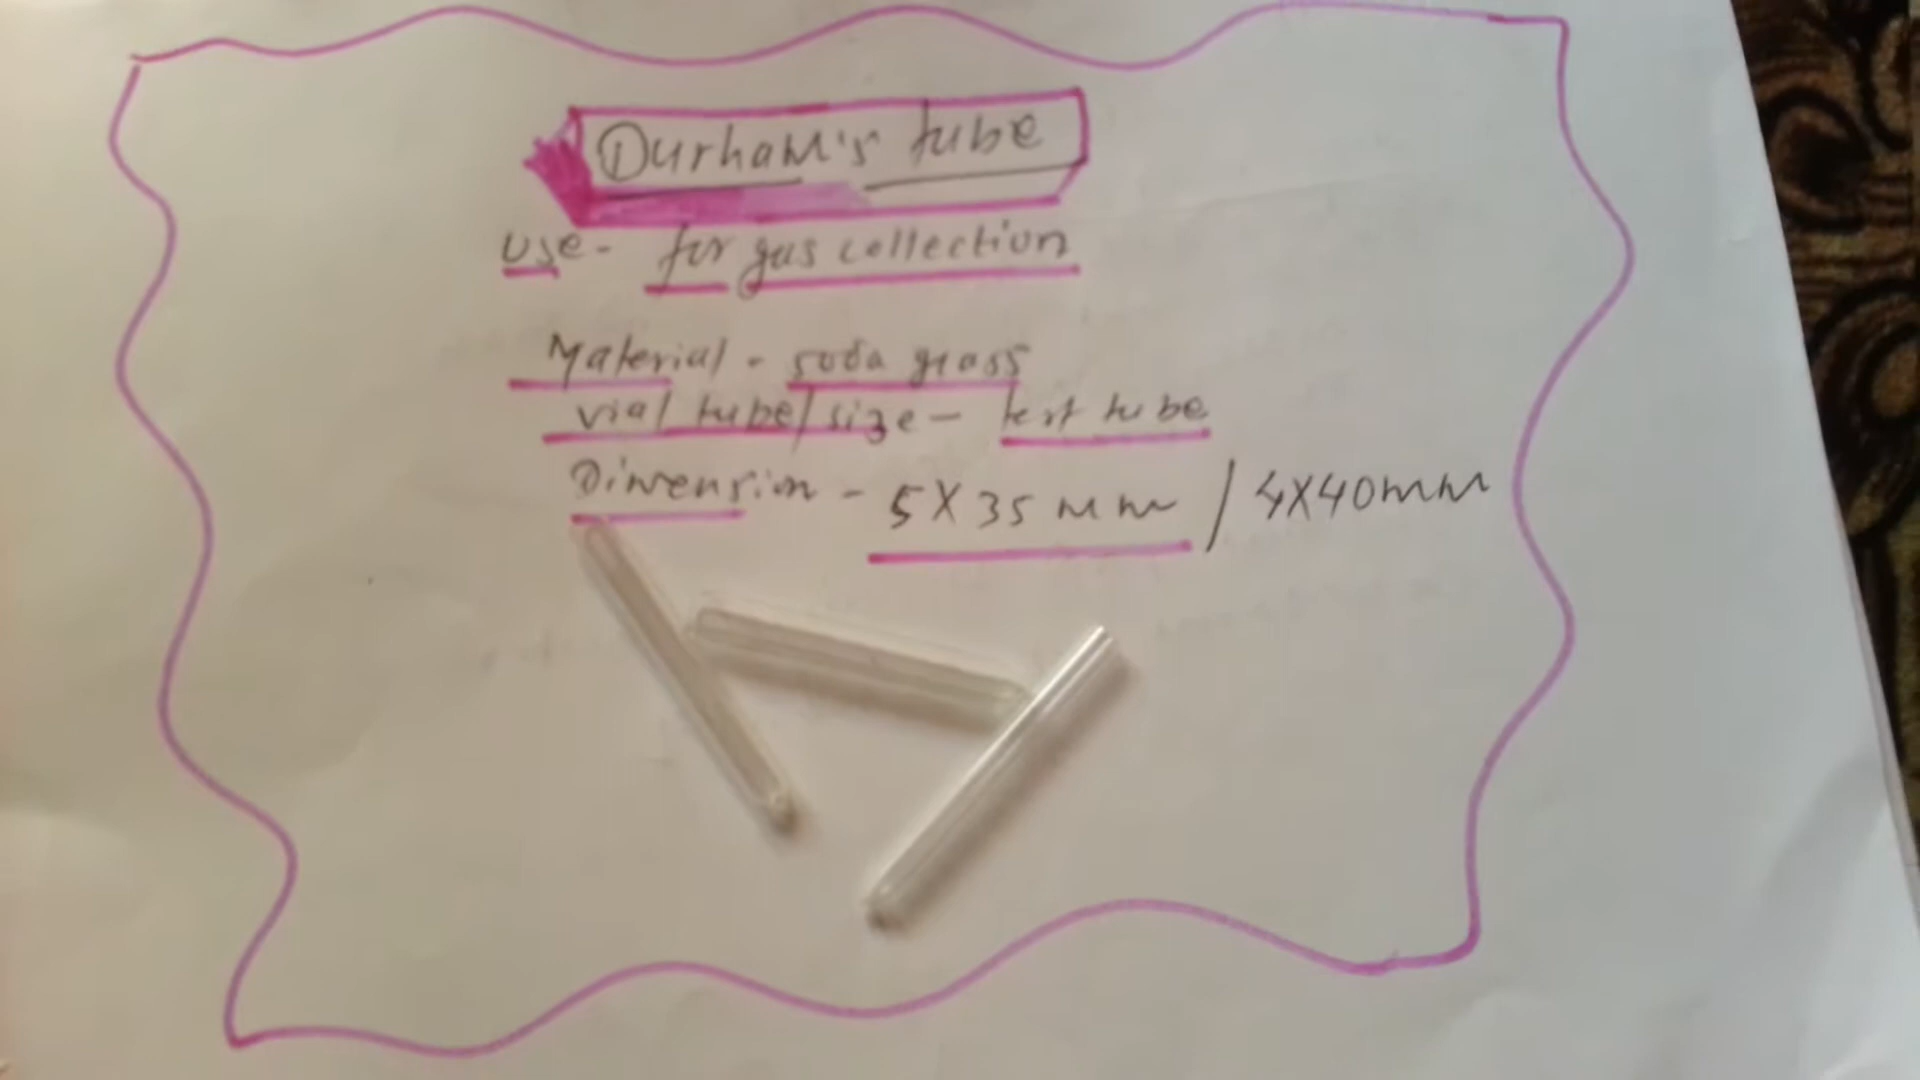 Durham's tube
Use - for gas collection
Material - soda glass
vial tube/size - test tube
Dimension - 5X35 mm / 4X40mm